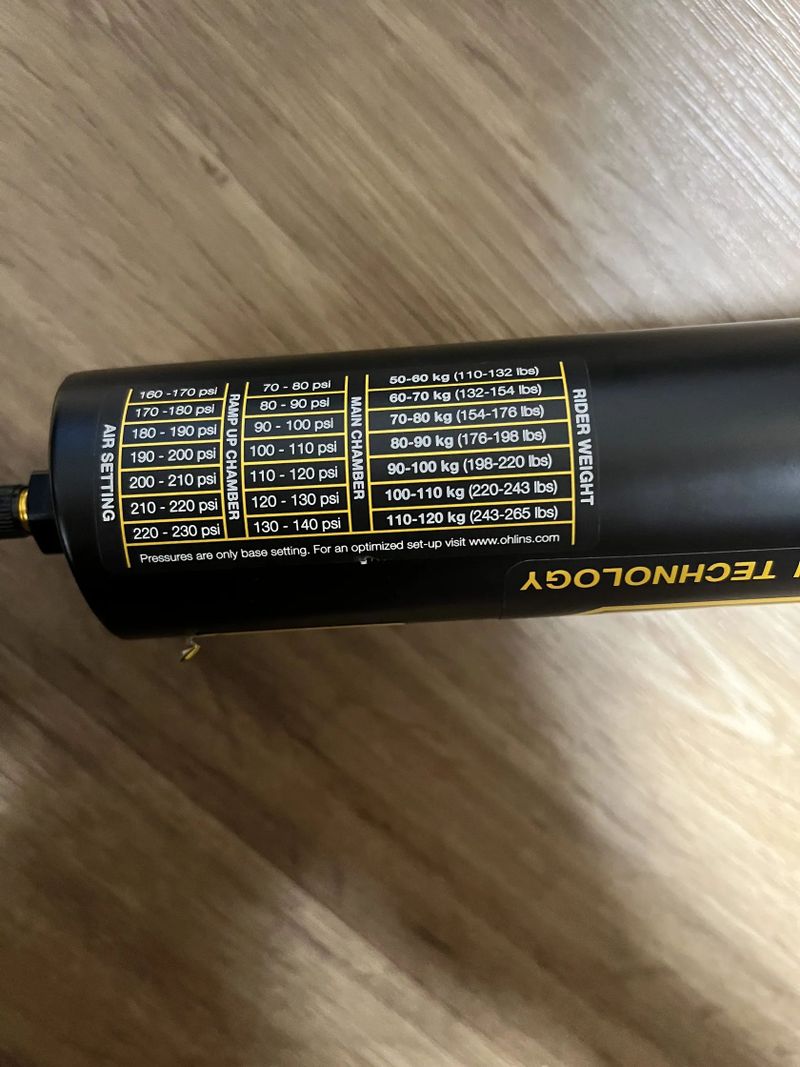 AIR SETTING
RAMP UP CHAMBER
MAIN CHAMBER
RIDER WEIGHT
160 -170 psi 70 - 80 psi 50-60 kg (110-132 lbs)
170 -180 psi 80 - 90 psi 60-70 kg (132-154 lbs)
180 - 190 psi 90 - 100 psi 70-80 kg (154-176 lbs)
190 - 200 psi 100 - 110 psi 80-90 kg (176-198 lbs)
200 - 210 psi 110 - 120 psi 90-100 kg (198-220 lbs)
210 - 220 psi 120 - 130 psi 100-110 kg (220-243 lbs)
220 - 230 psi 130 - 140 psi 110-120 kg (243-265 lbs)
Pressures are only base setting. For an optimized set-up visit www.ohlins.com
TECHNOLOGY